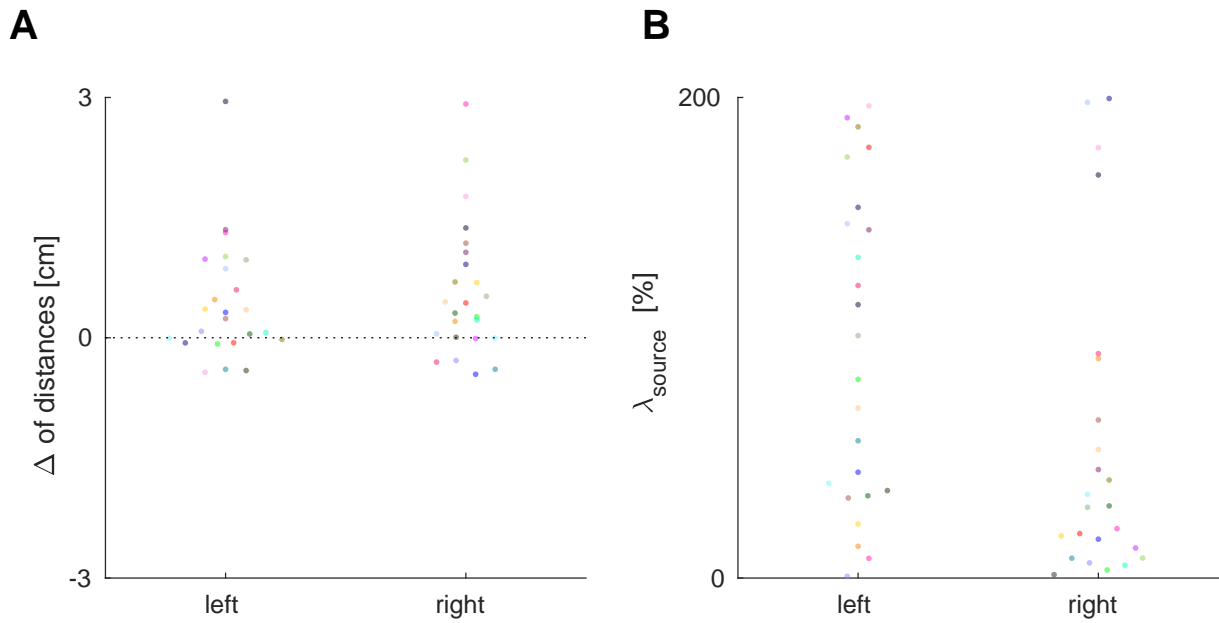 A
B
3
0
-3
Δ of distances [cm]
left
right
200
0
λsource [%]
left
right